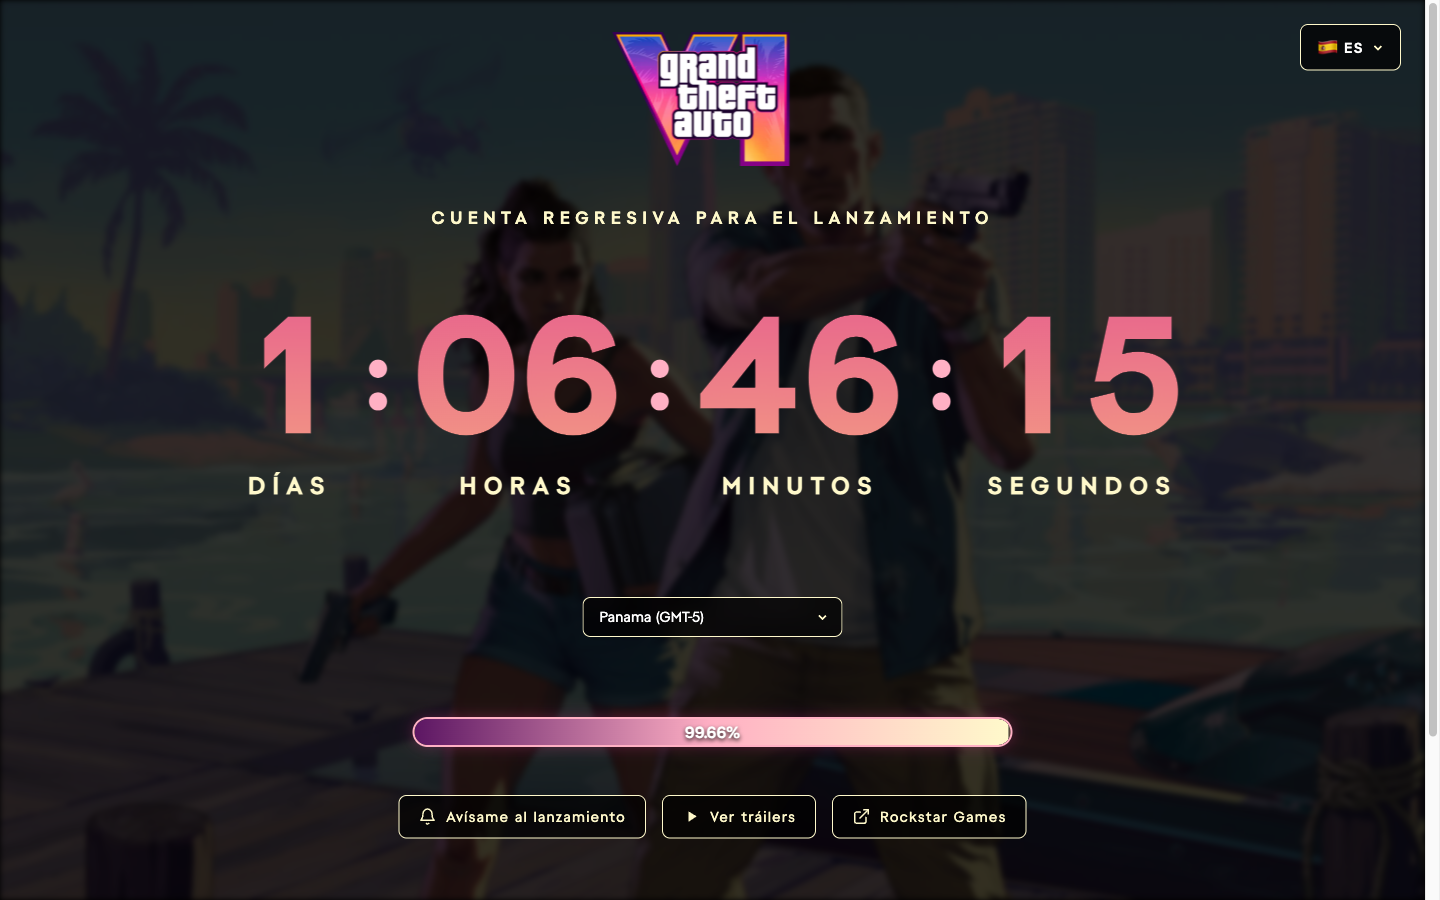 VI
grand
theft
auto
ES
CUENTA REGRESIVA PARA EL LANZAMIENTO
1 : 06 : 46 : 15
DÍAS HORAS MINUTOS SEGUNDOS
Panama (GMT-5)
99.66%
Avísame al lanzamiento Ver tráilers Rockstar Games